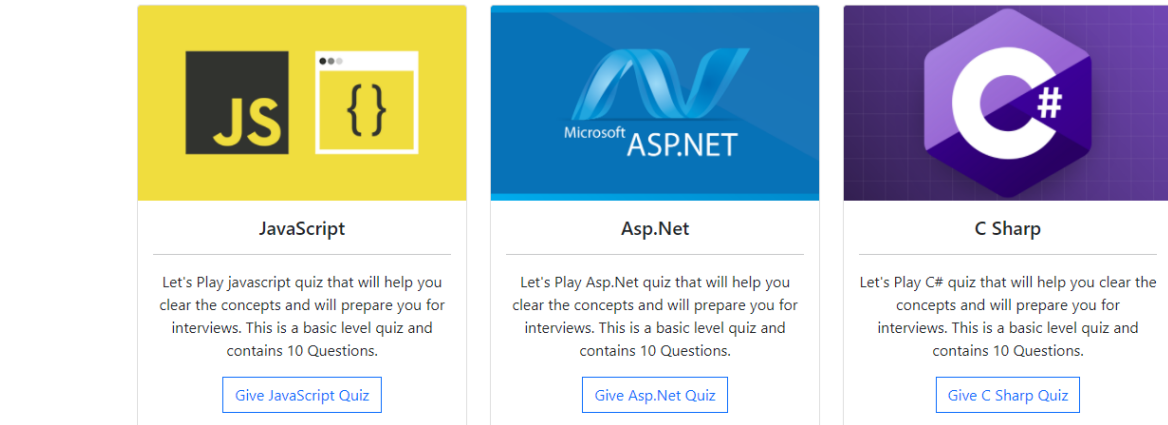 JS
{}
JavaScript
Let's Play javascript quiz that will help you
clear the concepts and will prepare you for
interviews. This is a basic level quiz and
contains 10 Questions.
Give JavaScript Quiz
Microsoft
ASP.NET
Asp.Net
Let's Play Asp.Net quiz that will help you
clear the concepts and will prepare you for
interviews. This is a basic level quiz and
contains 10 Questions.
Give Asp.Net Quiz
C#
C Sharp
Let's Play C# quiz that will help you clear the
concepts and will prepare you for
interviews. This is a basic level quiz and
contains 10 Questions.
Give C Sharp Quiz